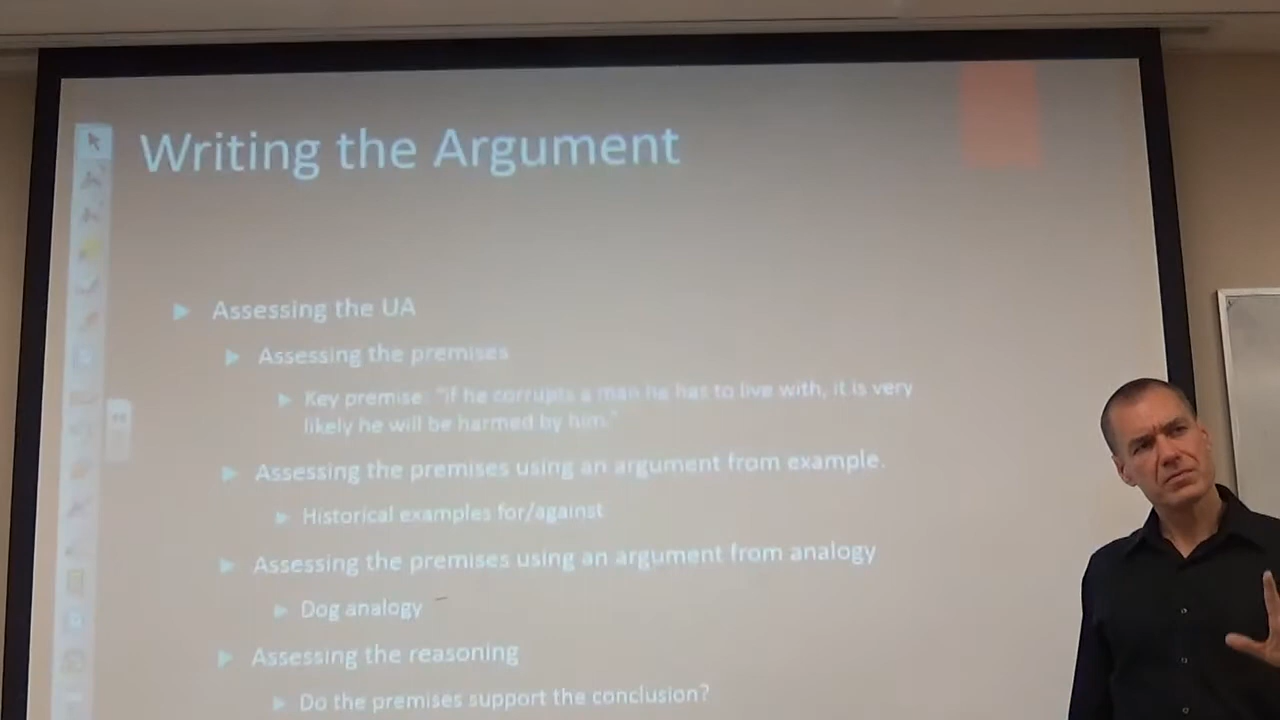 Writing the Argument
Assessing the UA
Assessing the premises
Key premise: "if he corrupts a man he has to live with, it is very
likely he will be harmed by him."
Assessing the premises using an argument from example.
Historical examples for/against
Assessing the premises using an argument from analogy
Dog analogy
Assessing the reasoning
Do the premises support the conclusion?